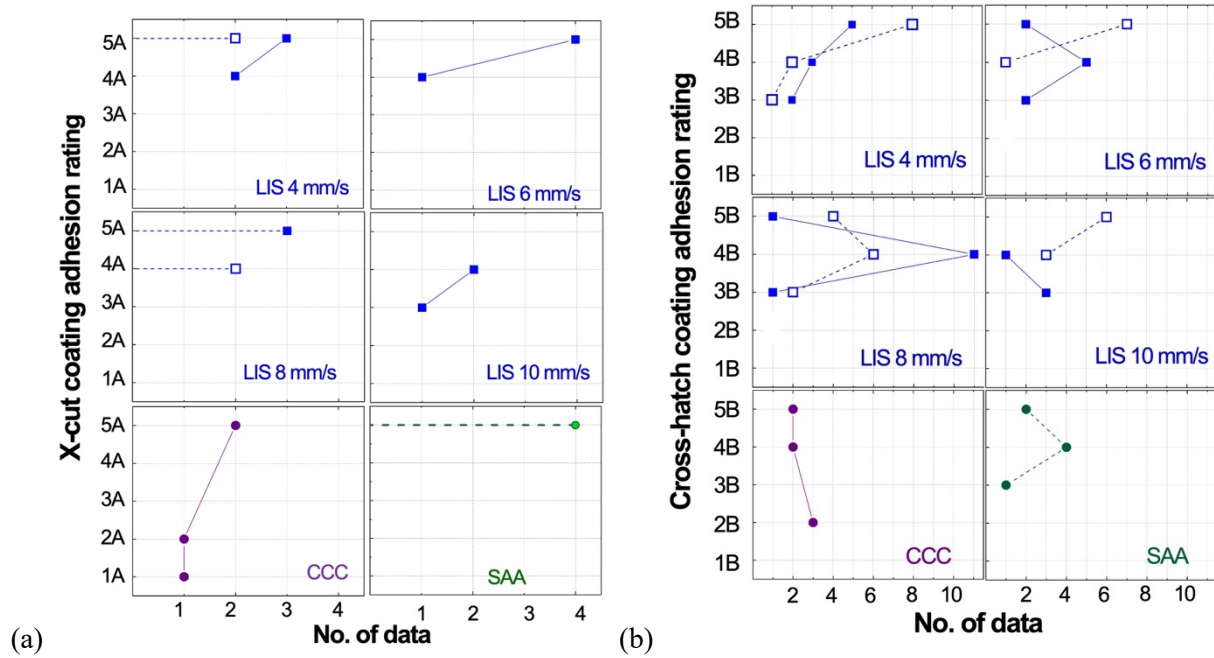 X-cut coating adhesion rating
5A
4A
3A
2A
1A
LIS 4 mm/s
LIS 6 mm/s
5A
4A
3A
2A
1A
LIS 8 mm/s
LIS 10 mm/s
5A
4A
3A
2A
1A
CCC
SAA
1 2 3 4 1 2 3 4
No. of data
(a)
Cross-hatch coating adhesion rating
5B
4B
3B
2B
1B
LIS 4 mm/s
LIS 6 mm/s
5B
4B
3B
2B
1B
LIS 8 mm/s
LIS 10 mm/s
5B
4B
3B
2B
1B
CCC
SAA
2 4 6 8 10 2 4 6 8 10
No. of data
(b)